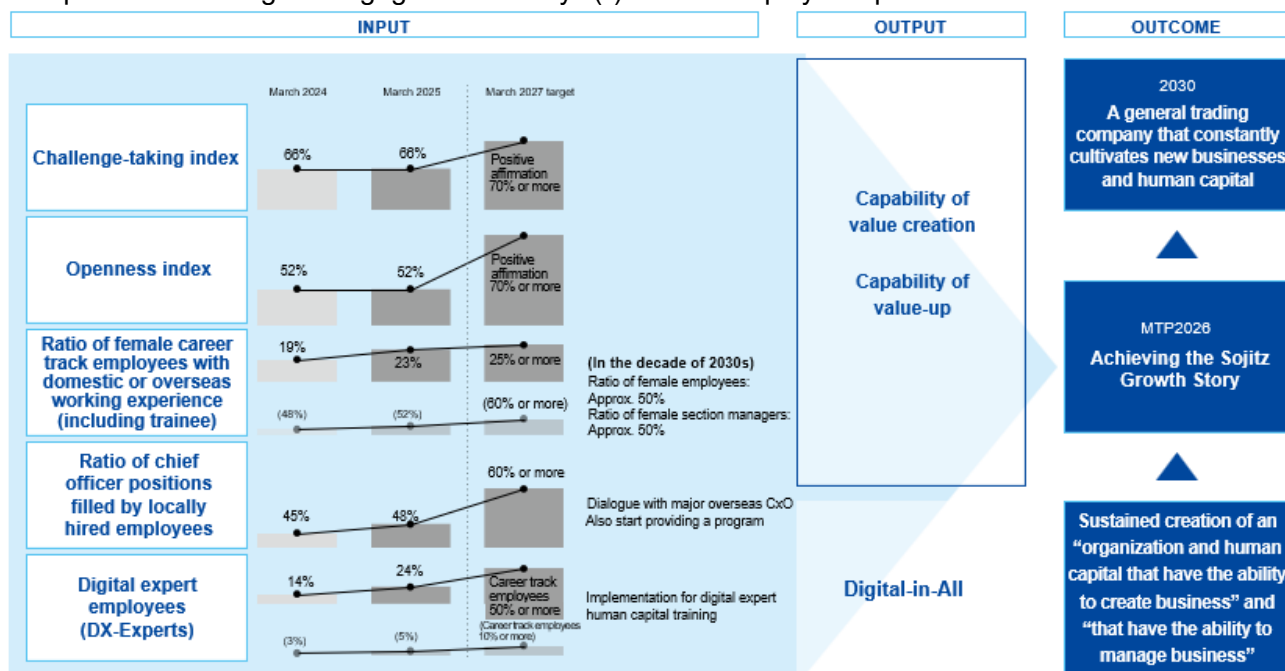 INPUT
OUTPUT
OUTCOME
March 2024
March 2025
March 2027 target
Challenge-taking index
66%
66%
Positive
affirmation
70% or more
Openness index
52%
52%
Positive
affirmation
70% or more
Ratio of female career
track employees with
domestic or overseas
working experience
(including trainee)
19%
23%
25% or more
(48%)
(52%)
(60% or more)
(In the decade of 2030s)
Ratio of female employees:
Approx. 50%
Ratio of female section managers:
Approx. 50%
Ratio of chief
officer positions
filled by locally
hired employees
45%
48%
60% or more
Dialogue with major overseas CxO
Also start providing a program
Digital expert
employees
(DX-Experts)
14%
24%
Career track
employees
50% or more
(3%)
(5%)
(Career track employees
10% or more)
Implementation for digital expert
human capital training
Capability of
value creation
Capability of
value-up
Digital-in-All
2030
A general trading
company that constantly
cultivates new businesses
and human capital
MTP2026
Achieving the Sojitz
Growth Story
Sustained creation of an
“organization and human
capital that have the ability
to create business” and
“that have the ability to
manage business”